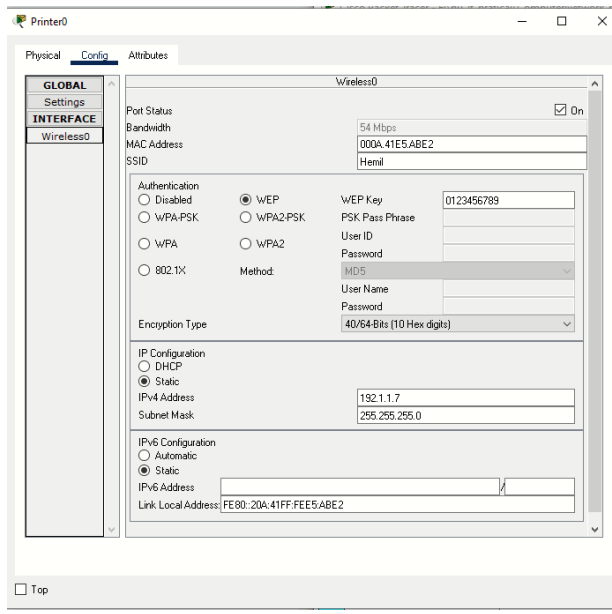 Printer0
Physical Config Attributes
GLOBAL
Settings
INTERFACE
Wireless0
Wireless0
Port Status On
Bandwidth 54 Mbps
MAC Address 000A.41E5.ABE2
SSID Hemil
Authentication
Disabled WEP WEP Key 0123456789
WPA-PSK WPA2-PSK PSK Pass Phrase
User ID
WPA WPA2 Password
802.1X Method: MD5
User Name
Password
Encryption Type 40/64-Bits (10 Hex digits)
IP Configuration
DHCP
Static
IPv4 Address 192.1.1.7
Subnet Mask 255.255.255.0
IPv6 Configuration
Automatic
Static
IPv6 Address /
Link Local Address: FE80::20A:41FF:FEE5:ABE2
Top